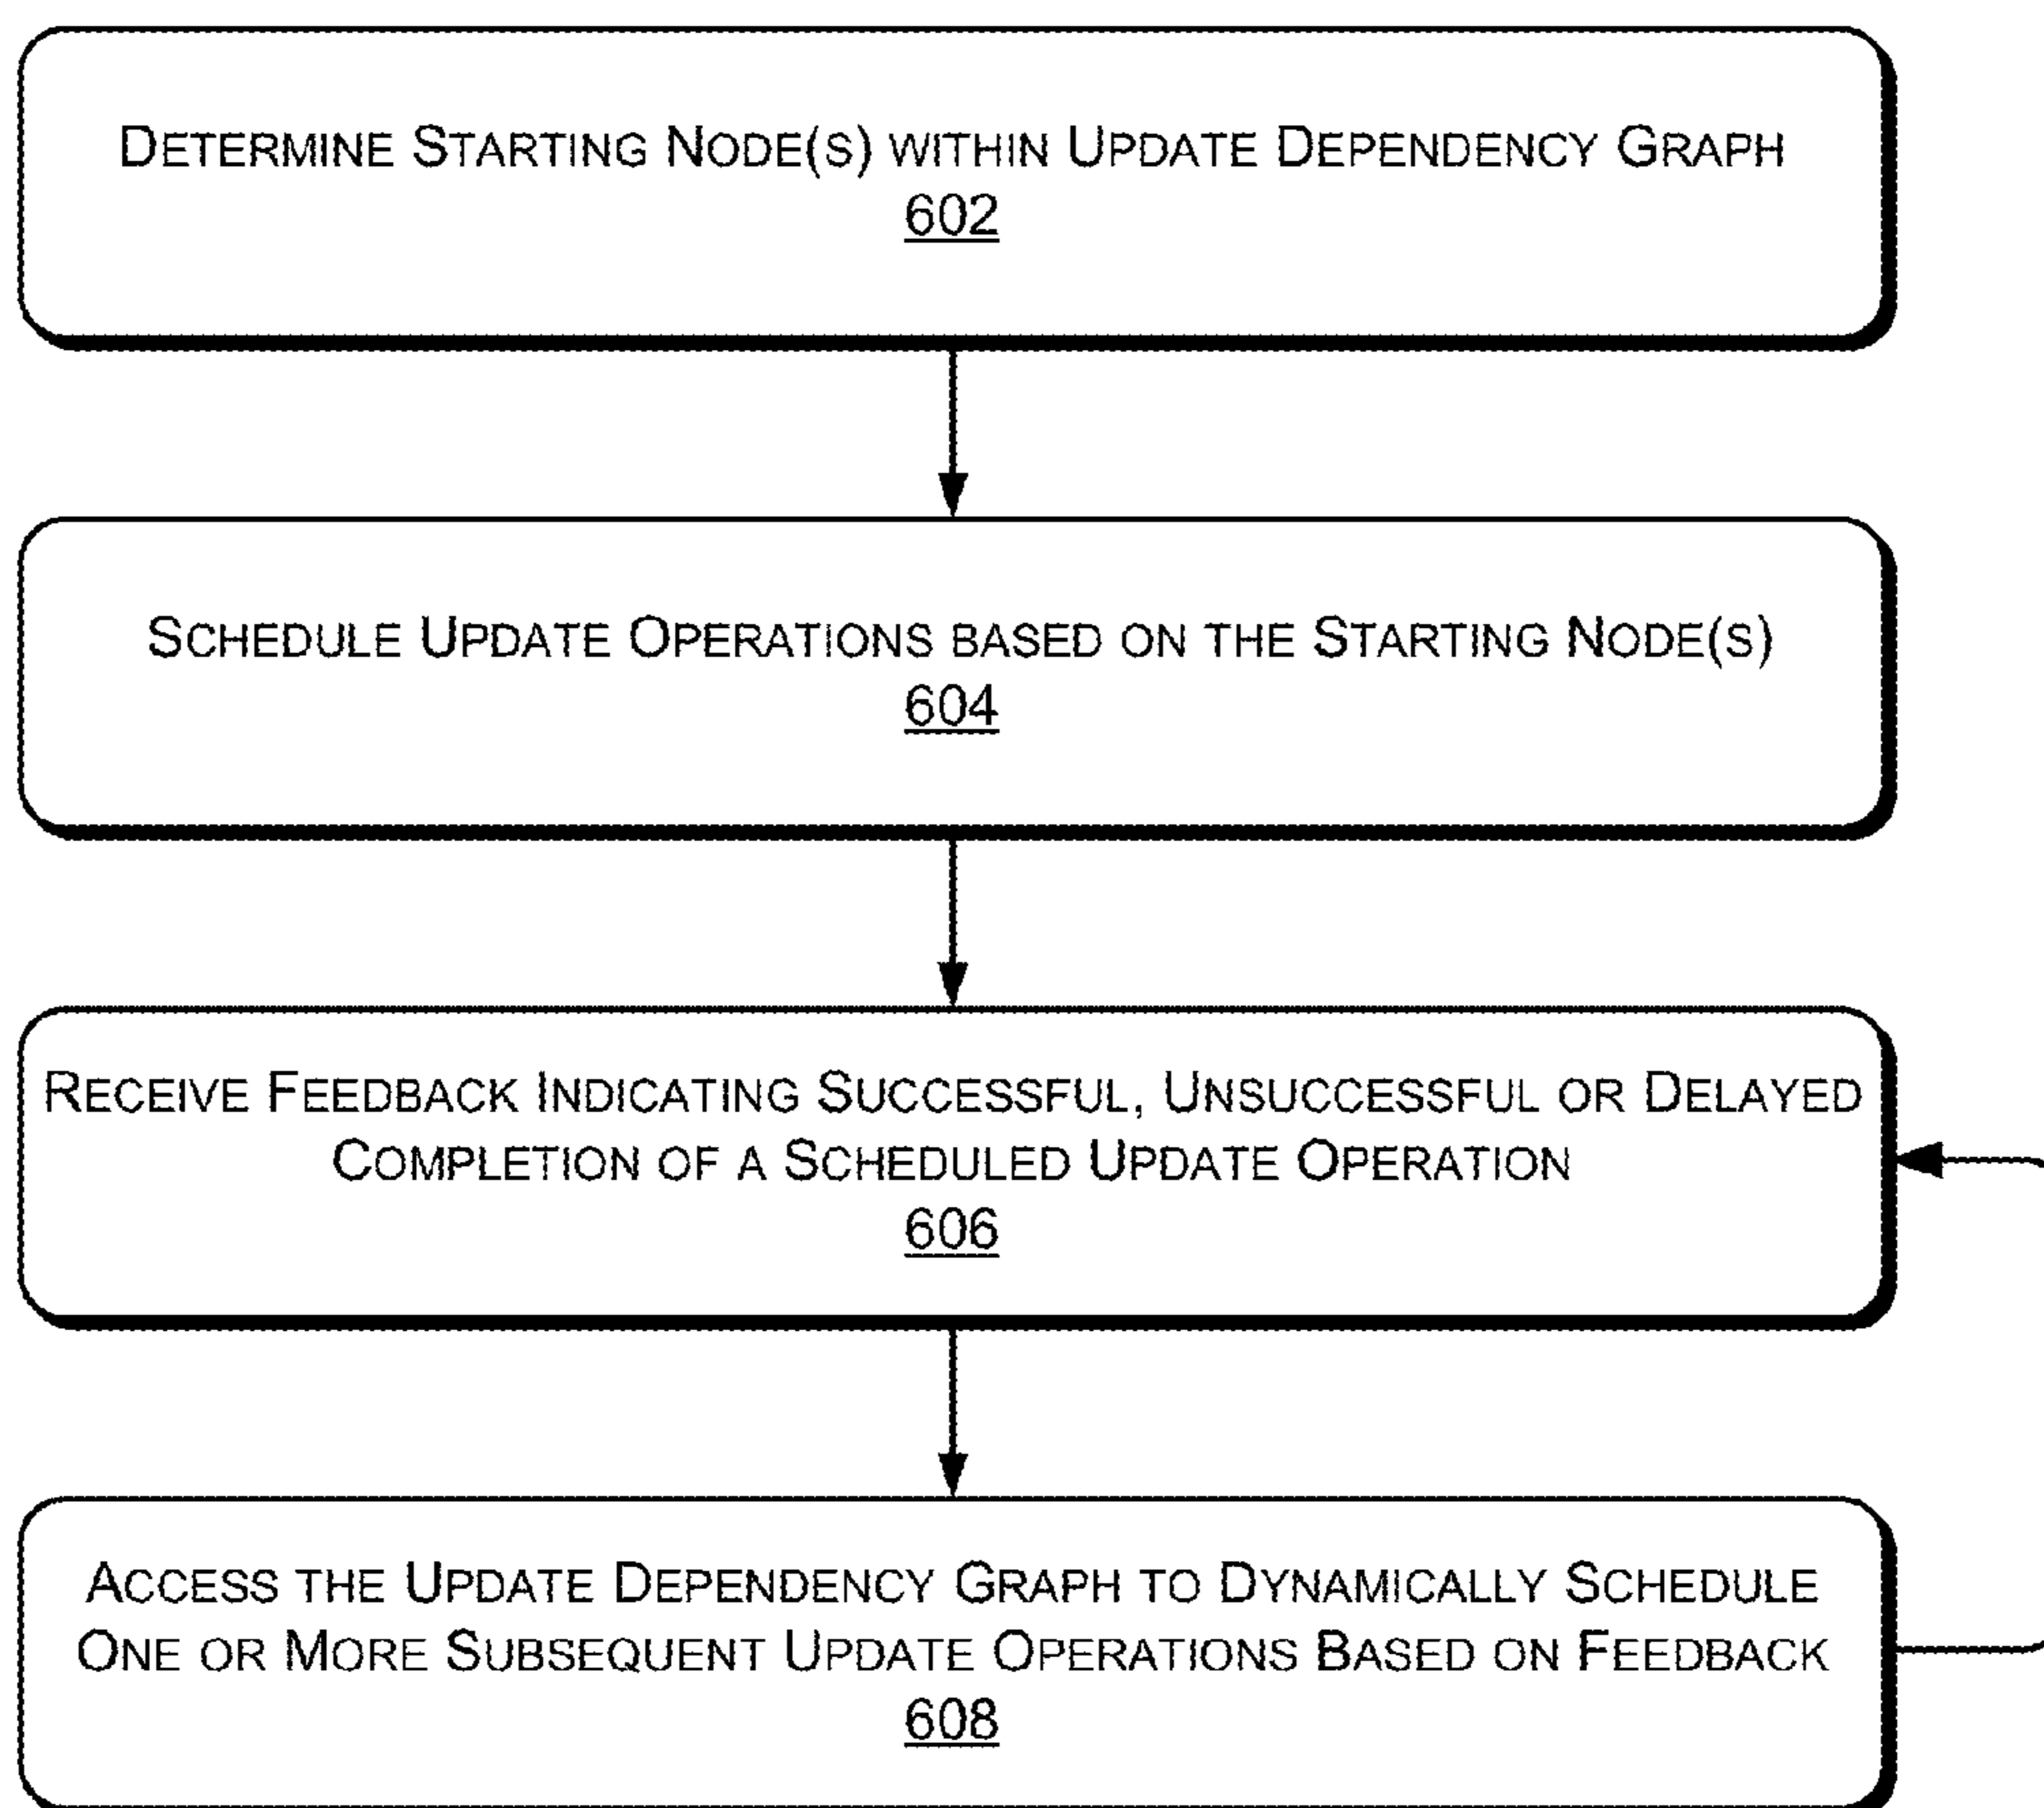 DETERMINE STARTING NODE(S) WITHIN UPDATE DEPENDENCY GRAPH
602
SCHEDULE UPDATE OPERATIONS BASED ON THE STARTING NODE(S)
604
RECEIVE FEEDBACK INDICATING SUCCESSFUL, UNSUCCESSFUL OR DELAYED
COMPLETION OF A SCHEDULED UPDATE OPERATION
606
ACCESS THE UPDATE DEPENDENCY GRAPH TO DYNAMICALLY SCHEDULE
ONE OR MORE SUBSEQUENT UPDATE OPERATIONS BASED ON FEEDBACK
608